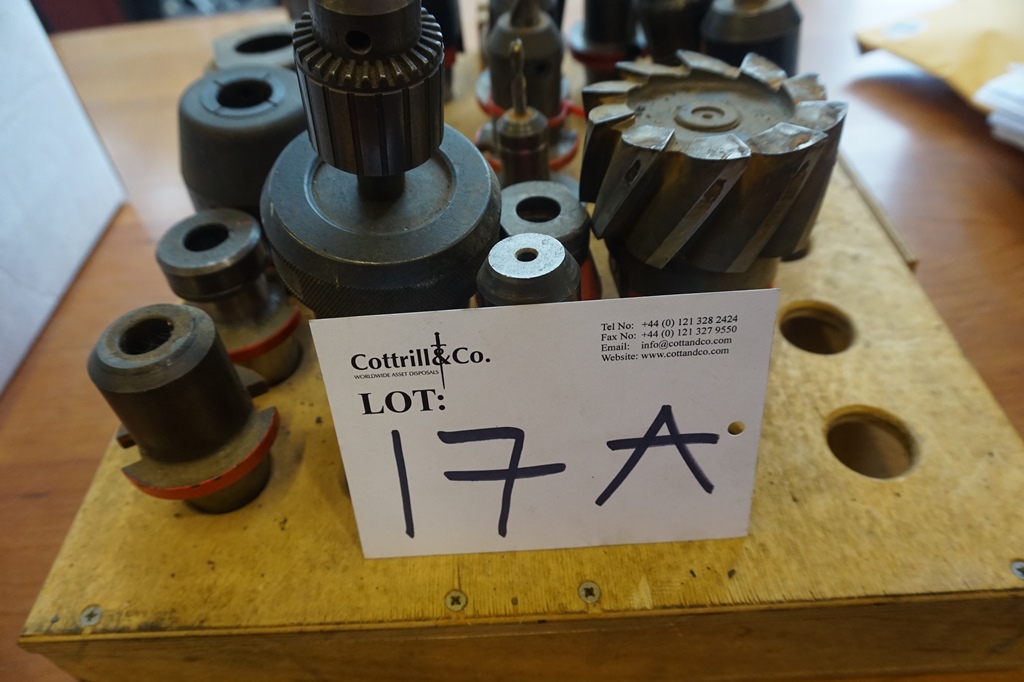 Cottrill&Co.
WORLDWIDE ASSET DISPOSALS
Tel No: +44 (0) 121 328 2424
Fax No: +44 (0) 121 327 9550
Email: info@cottandco.com
Website: www.cottandco.com
LOT:
17 A